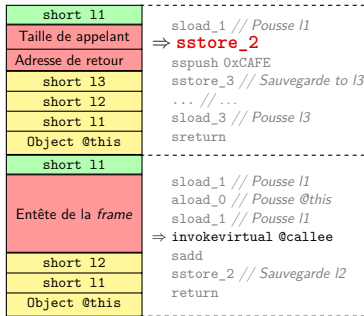 short l1
Taille de appelant
Adresse de retour
short l3
short l2
short l1
Object @this
short l1
Entête de la frame
short l2
short l1
Object @this
sload_1 // Pousse l1
⇒ sstore_2
sspush 0xCAFE
sstore_3 // Sauvegarde to l3
... // ...
sload_3 // Pousse l3
sreturn
sload_1 // Pousse l1
aload_0 // Pousse @this
sload_1 // Pousse l1
⇒ invokevirtual @callee
sadd
sstore_2 // Sauvegarde l2
return